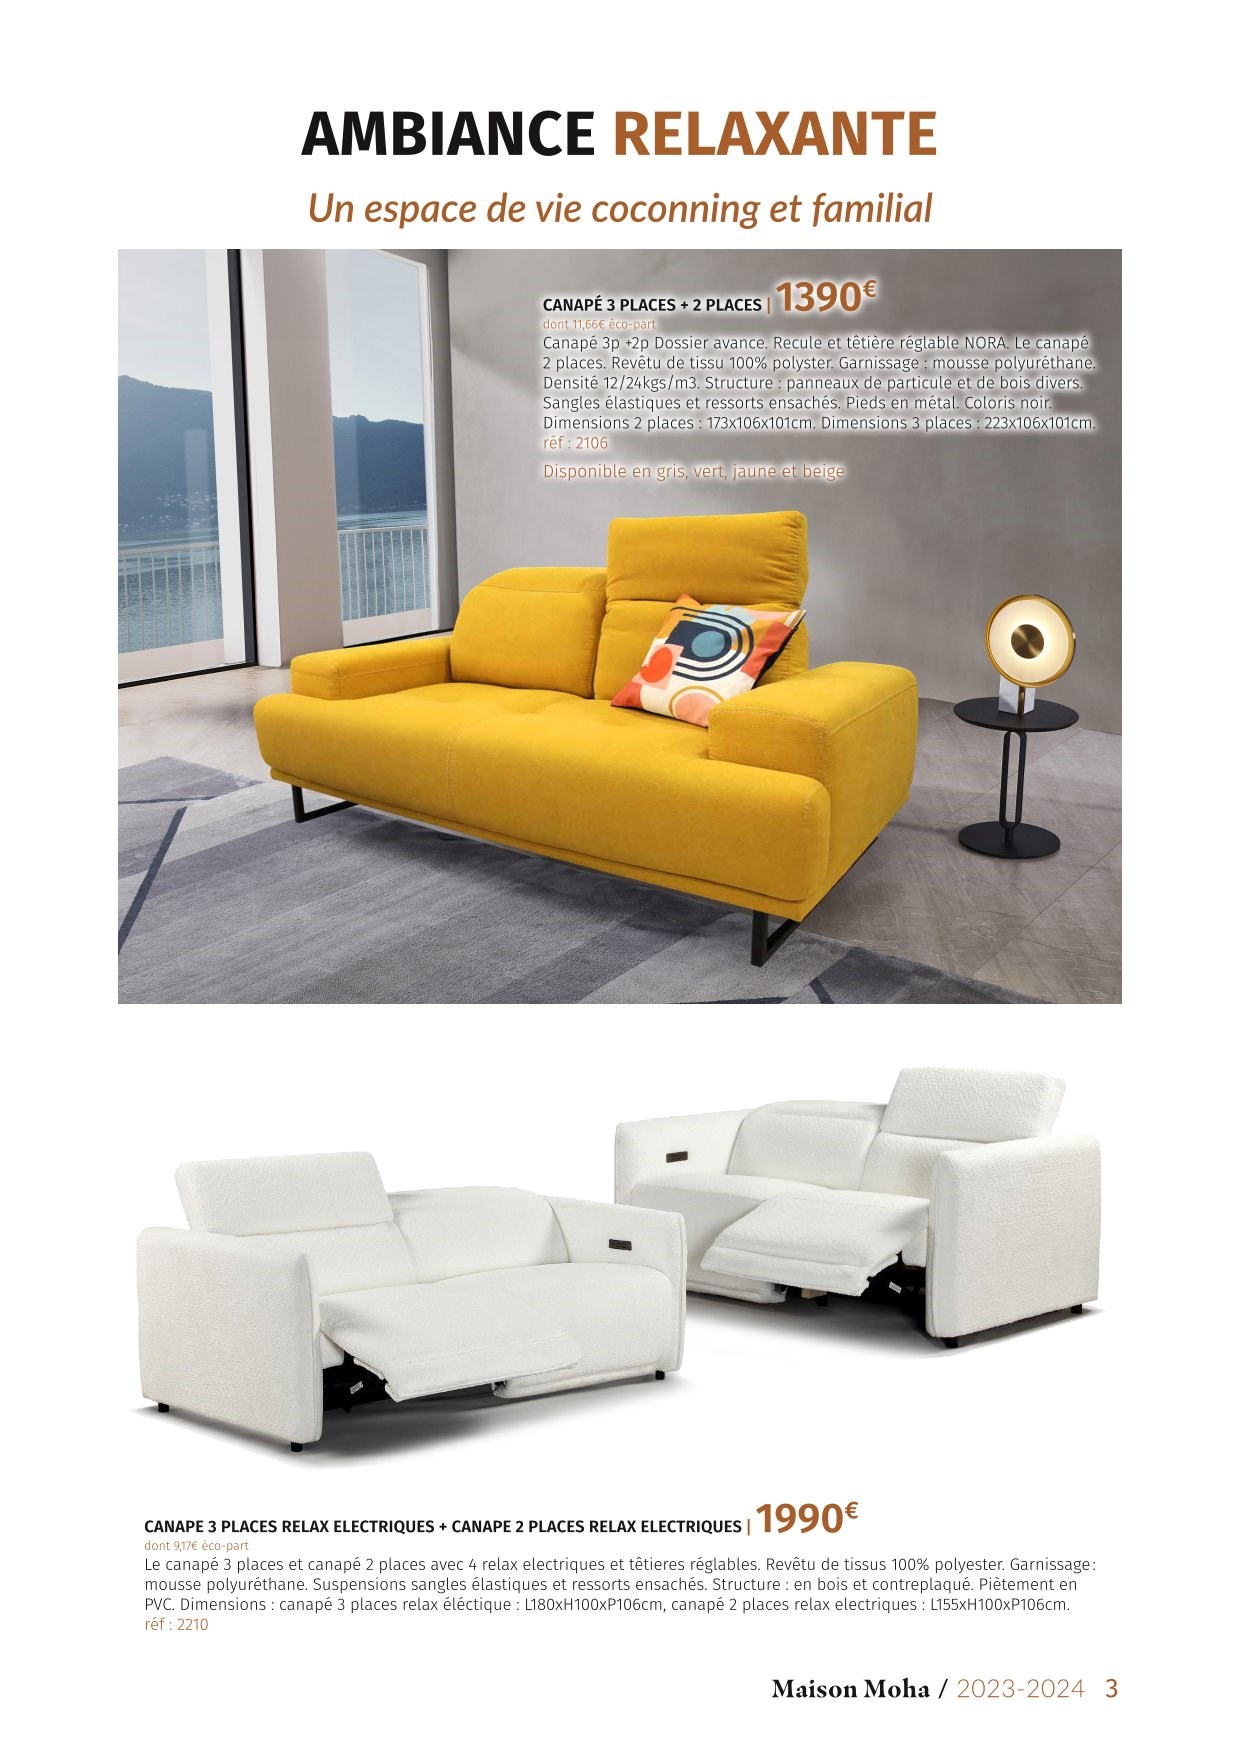 AMBIANCE RELAXANTE
Un espace de vie coconning et familial
CANAPÉ 3 PLACES + 2 PLACES | 1390€
dont 11,66€ éco-part
Canapé 3p +2p Dossier avance. Recule et têtière réglable NORA. Le canapé
2 places. Revêtu de tissu 100% polyster. Garnissage : mousse polyuréthane.
Densité 12/24kgs/m3. Structure : panneaux de particule et de bois divers.
Sangles élastiques et ressorts ensachés. Pieds en métal. Coloris noir.
Dimensions 2 places : 173x106x101cm. Dimensions 3 places : 223x106x101cm.
réf : 2106
Disponible en gris, vert, jaune et beige
CANAPE 3 PLACES RELAX ELECTRIQUES + CANAPE 2 PLACES RELAX ELECTRIQUES | 1990€
dont 9,17€ éco-part
Le canapé 3 places et canapé 2 places avec 4 relax electriques et têtieres réglables. Revêtu de tissus 100% polyester. Garnissage :
mousse polyuréthane. Suspensions sangles élastiques et ressorts ensachés. Structure : en bois et contreplaqué. Piètement en
PVC. Dimensions : canapé 3 places relax éléctique : L180xH100xP106cm, canapé 2 places relax electriques : L155xH100xP106cm.
réf : 2210
Maison Moha / 2023-2024 3